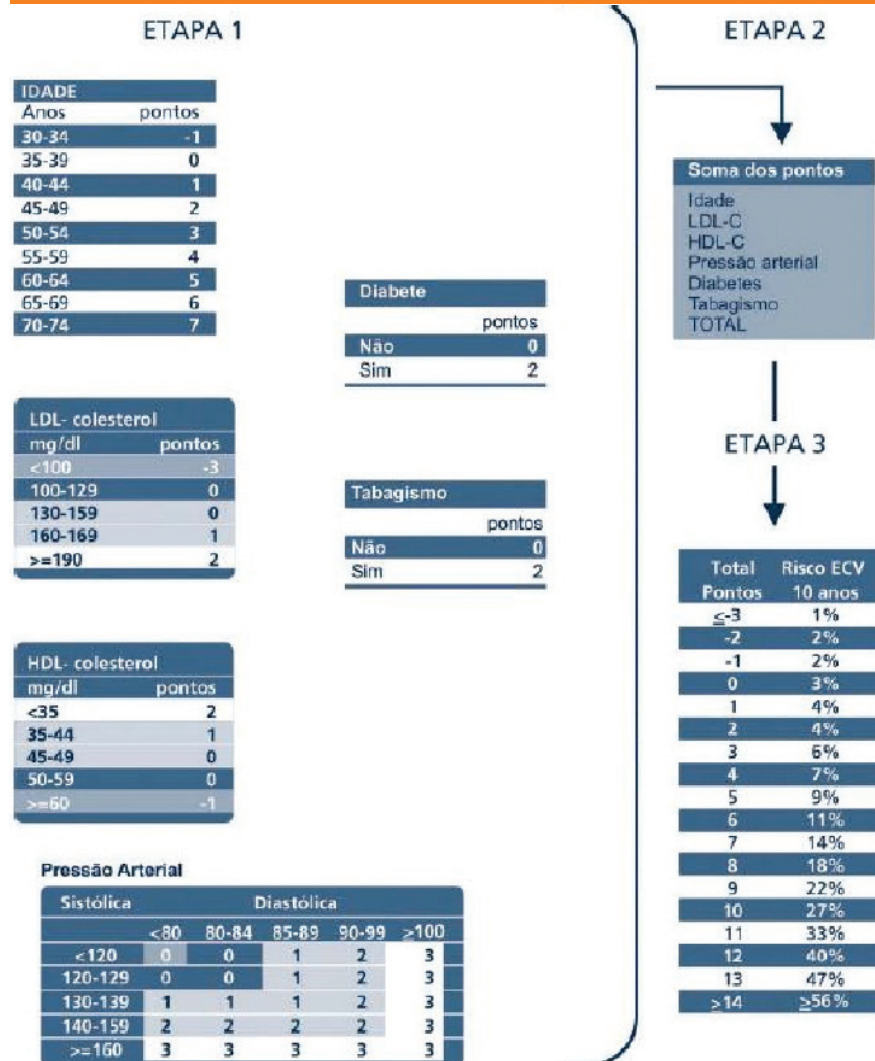 ETAPA 1
IDADE
Anos pontos
30-34 -1
35-39 0
40-44 1
45-49 2
50-54 3
55-59 4
60-64 5
65-69 6
70-74 7
LDL- colesterol
mg/dl pontos
<100 -3
100-129 0
130-159 0
160-169 1
>=190 2
HDL- colesterol
mg/dl pontos
<35 2
35-44 1
45-49 0
50-59 0
>=60 -1
Diabete
pontos
Não 0
Sim 2
Tabagismo
pontos
Não 0
Sim 2
Pressão Arterial
Sistólica Diastólica
<80 80-84 85-89 90-99 ≥100
<120 0 0 1 2 3
120-129 0 0 1 2 3
130-139 1 1 1 2 3
140-159 2 2 2 2 3
>=160 3 3 3 3 3
ETAPA 2
Soma dos pontos
Idade
LDL-C
HDL-C
Pressão arterial
Diabetes
Tabagismo
TOTAL
ETAPA 3
Total Risco ECV
Pontos 10 anos
≤-3 1%
-2 2%
-1 2%
0 3%
1 4%
2 4%
3 6%
4 7%
5 9%
6 11%
7 14%
8 18%
9 22%
10 27%
11 33%
12 40%
13 47%
≥14 ≥56%